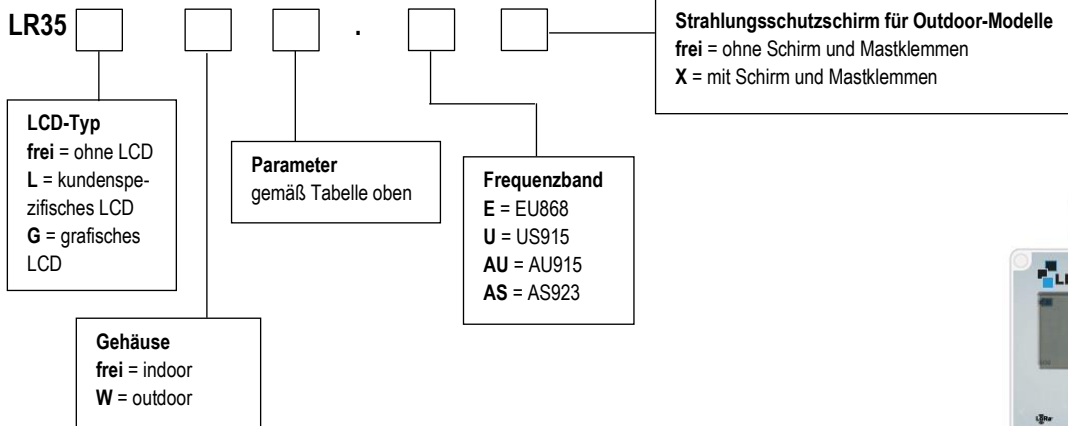 LR35 .
Strahlungsschutzschirm für Outdoor-Modelle
frei = ohne Schirm und Mastklemmen
X = mit Schirm und Mastklemmen
LCD-Typ
frei = ohne LCD
L = kundenspe-
zifisches LCD
G = grafisches
LCD
Parameter
gemäß Tabelle oben
Frequenzband
E = EU868
U = US915
AU = AU915
AS = AS923
Gehäuse
frei = indoor
W = outdoor